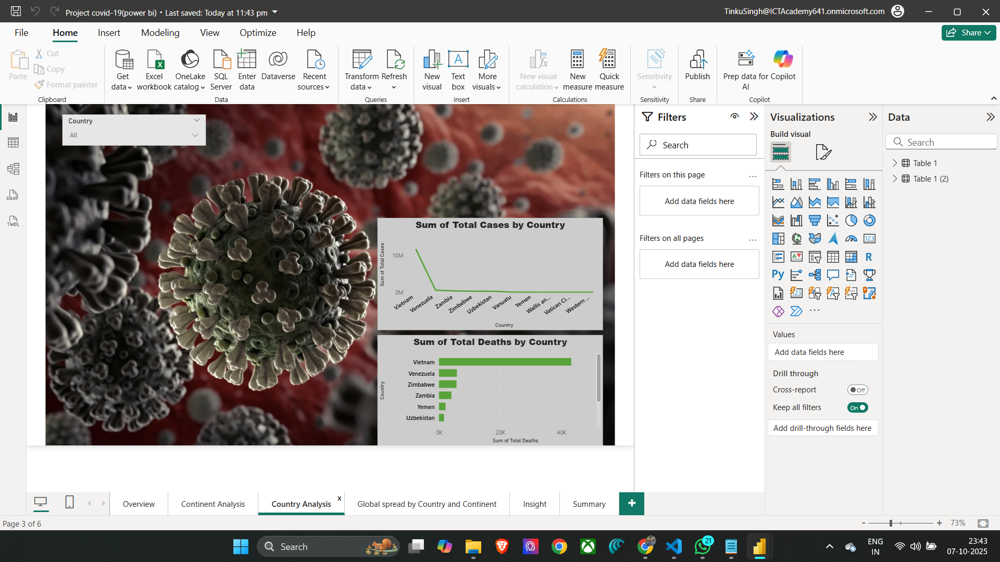 Project covid-19(power bi) • Last saved: Today at 11:43 pm
TinkuSingh@ICTAcademy641.onmicrosoft.com
File Home Insert Modeling View Optimize Help
Share
Paste
Cut
Copy
Format painter
Clipboard
Get data
Excel workbook
OneLake catalog
SQL Server
Enter data
Dataverse
Recent sources
Data
Transform data
Refresh
Queries
New visual
Text box
More visuals
Insert
New visual calculation
New measure
Quick measure
Calculations
Sensitivity
Sensitivity
Publish
Share
Prep data for AI
Copilot
Copilot
DAX
TMDL
Country
All
Sum of Total Cases by Country
Sum of Total Cases
10M
0M
Vietnam
Venezuela
Zambia
Zimbabwe
Uzbekistan
Vanuatu
Yemen
Wallis an...
Vatican Ci...
Western ...
Country
Sum of Total Deaths by Country
Country
Vietnam
Venezuela
Zimbabwe
Zambia
Yemen
Uzbekistan
0K 20K 40K
Sum of Total Deaths
Filters
Search
Filters on this page ...
Add data fields here
Filters on all pages ...
Add data fields here
Visualizations
Build visual
123
R
Py
123
...
Values
Add data fields here
Drill through
Cross-report Off
Keep all filters On
Add drill-through fields here
Data
Search
Table 1
Table 1 (2)
Overview
Continent Analysis
Country Analysis x
Global spread by Country and Continent
Insight
Summary
+
Page 3 of 6
- + 73%
Search
21
ENG
IN
23:43
07-10-2025